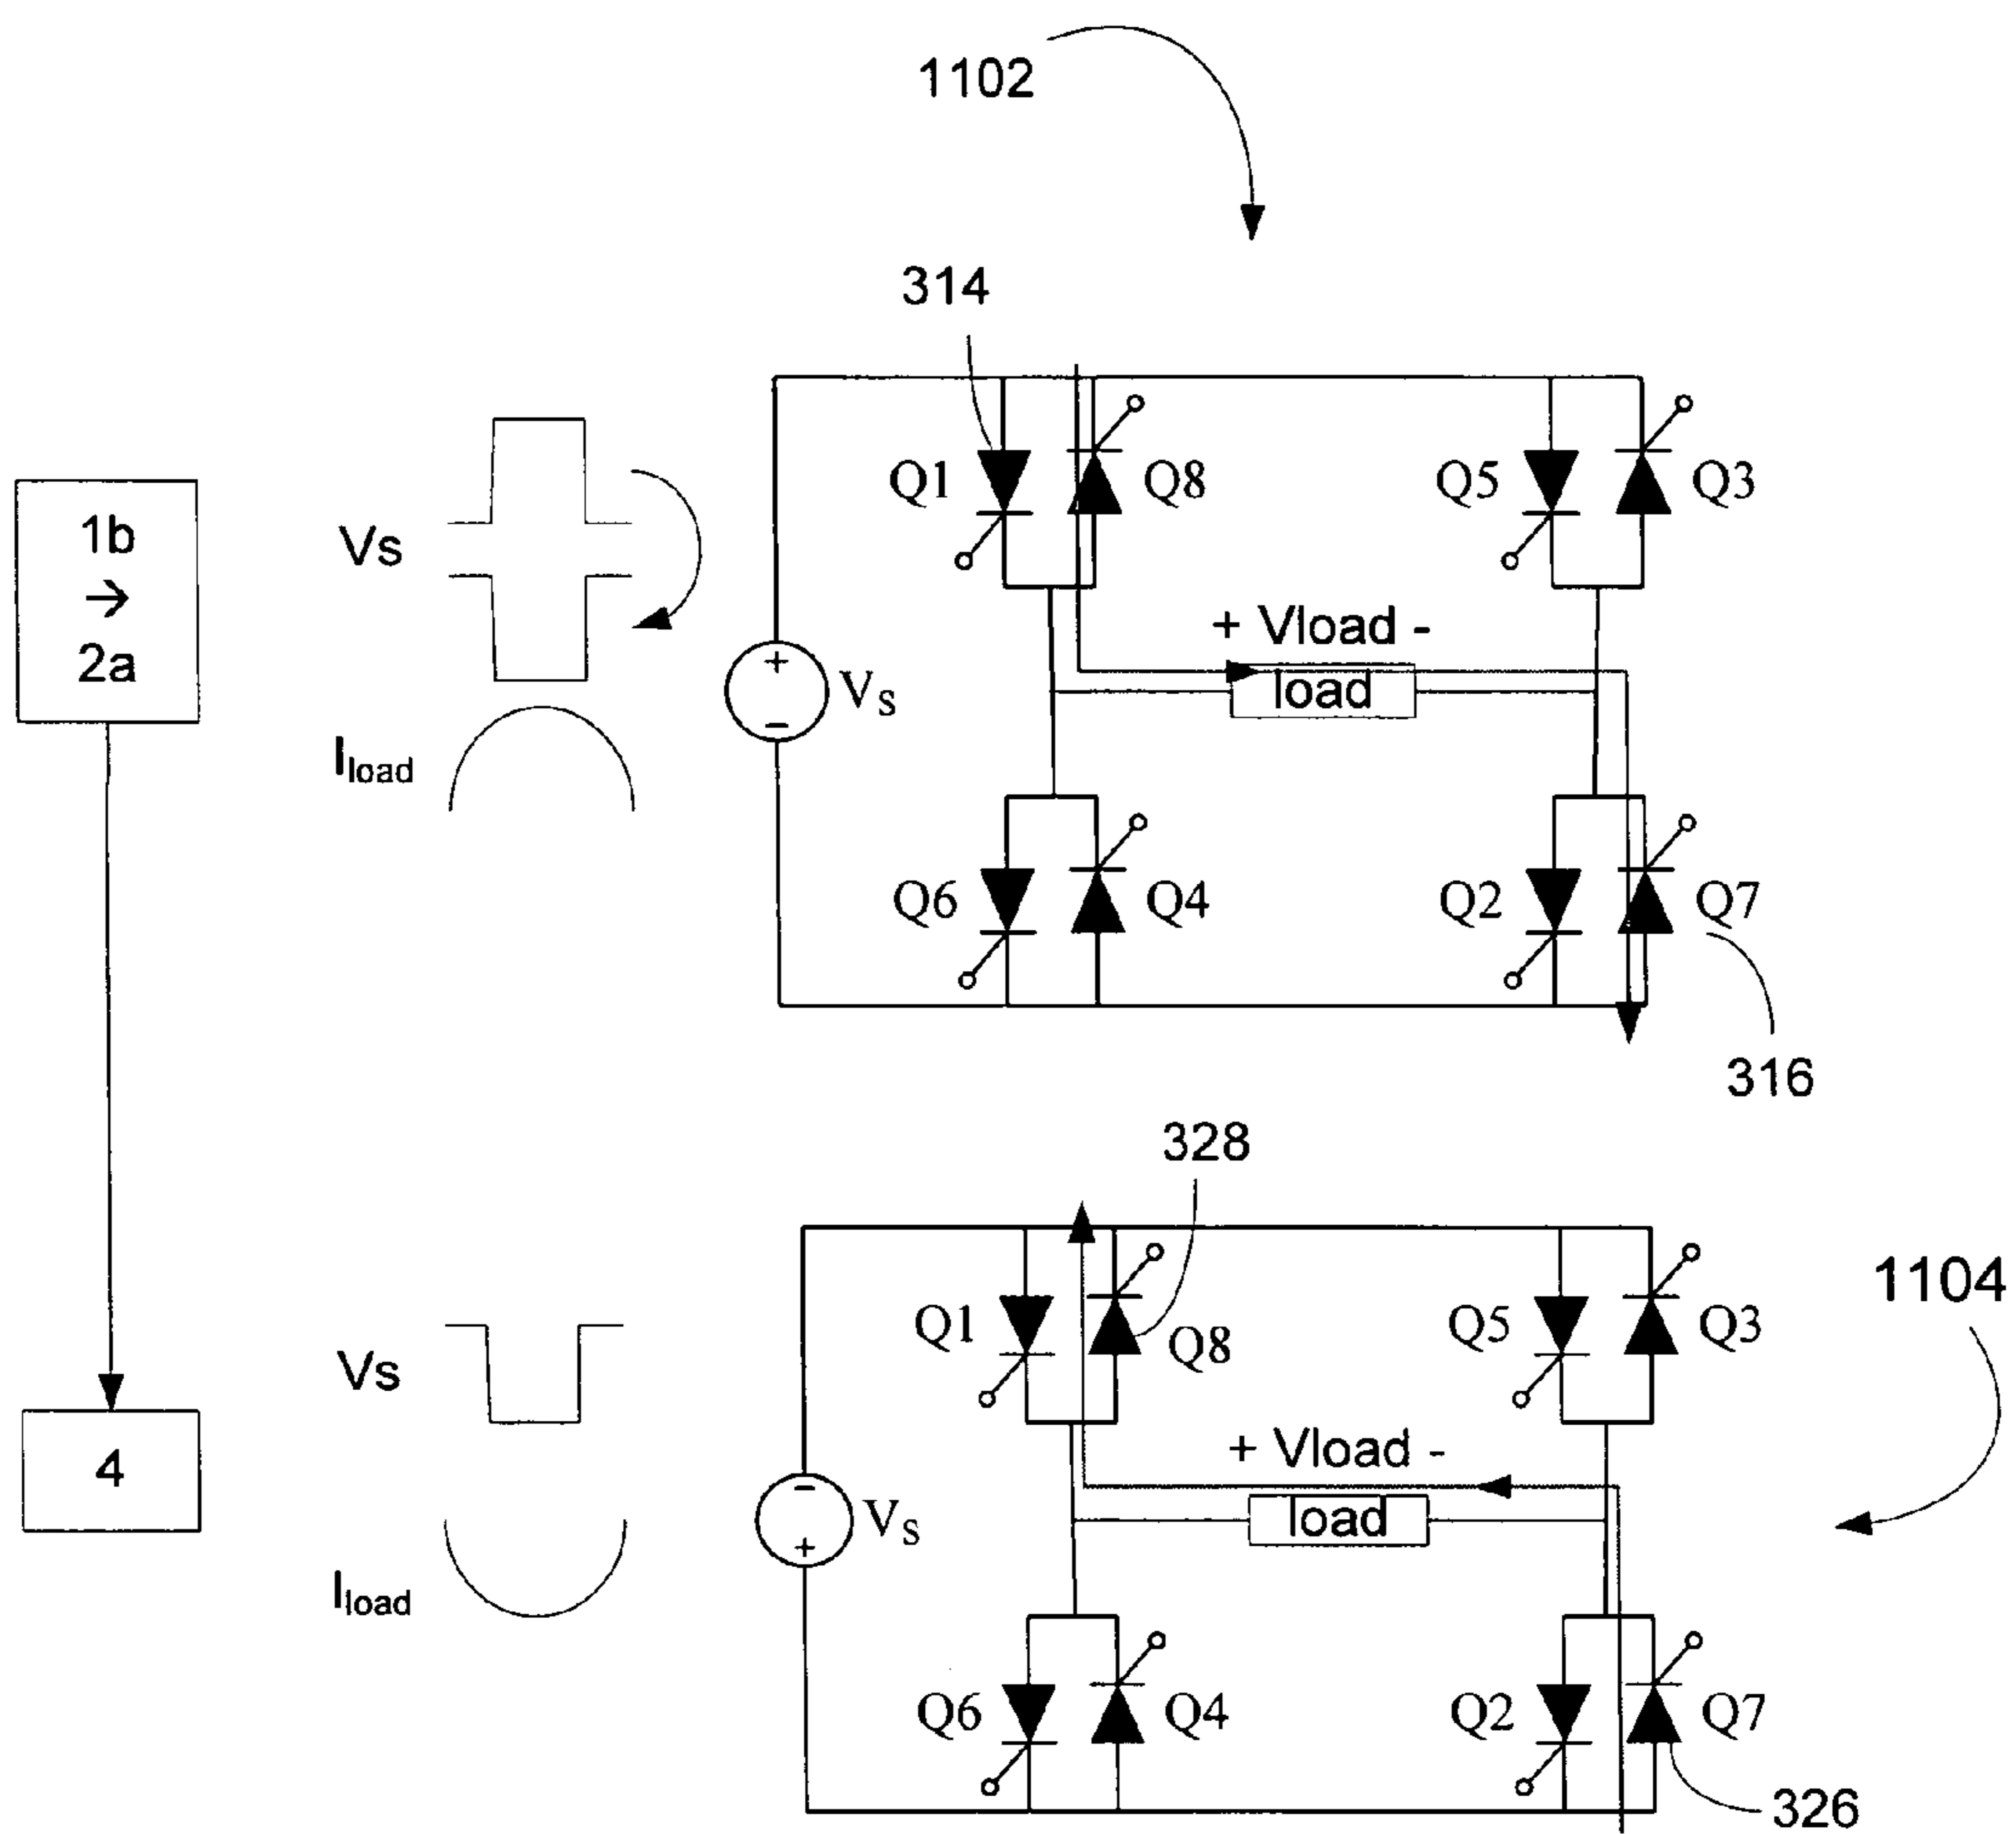 1102
314
Q1
Q8
Q5
Q3
1b
→
2a
Vs
+ Vload -
load
+
−
VS
Iload
Q6
Q4
Q2
Q7
316
328
1104
Q1
Q8
Q5
Q3
Vs
+ Vload -
4
load
−
+
VS
Iload
Q6
Q4
Q2
Q7
326